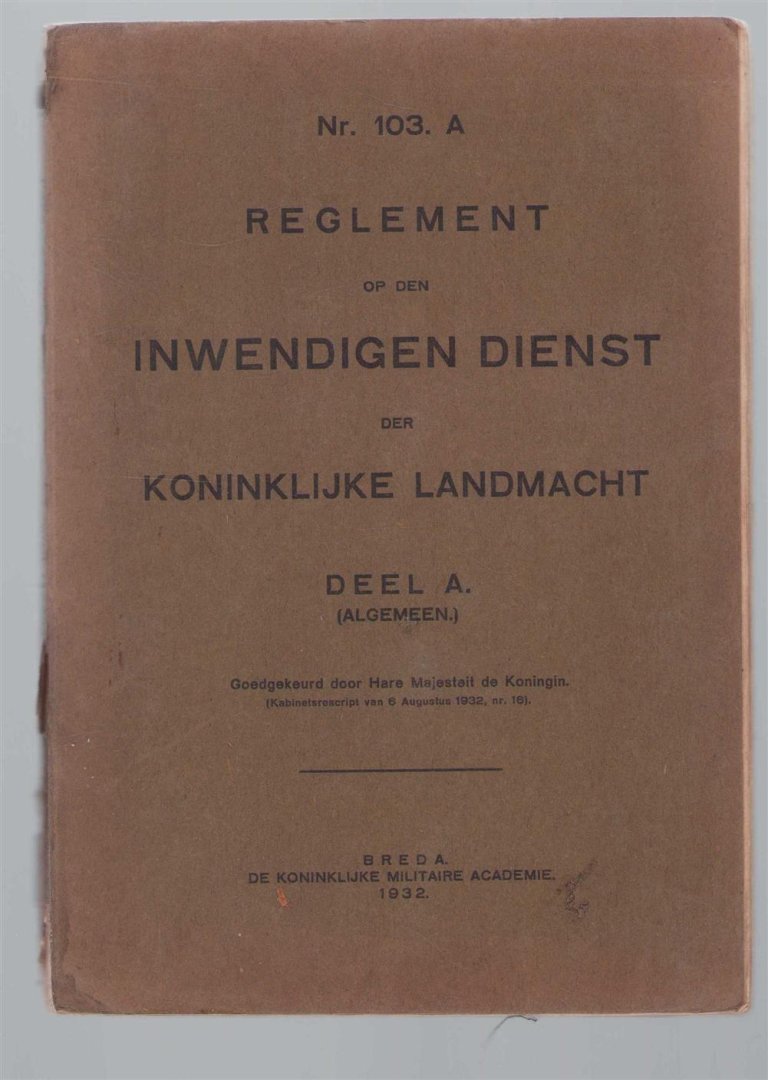 Nr. 103. A
REGLEMENT
OP DEN
INWENDIGEN DIENST
DER
KONINKLIJKE LANDMACHT
DEEL A.
(ALGEMEEN.)
Goedgekeurd door Hare Majesteit de Koningin.
(Kabinetsrescript van 6 Augustus 1932, nr. 16).
BREDA.
DE KONINKLIJKE MILITAIRE ACADEMIE.
1932.